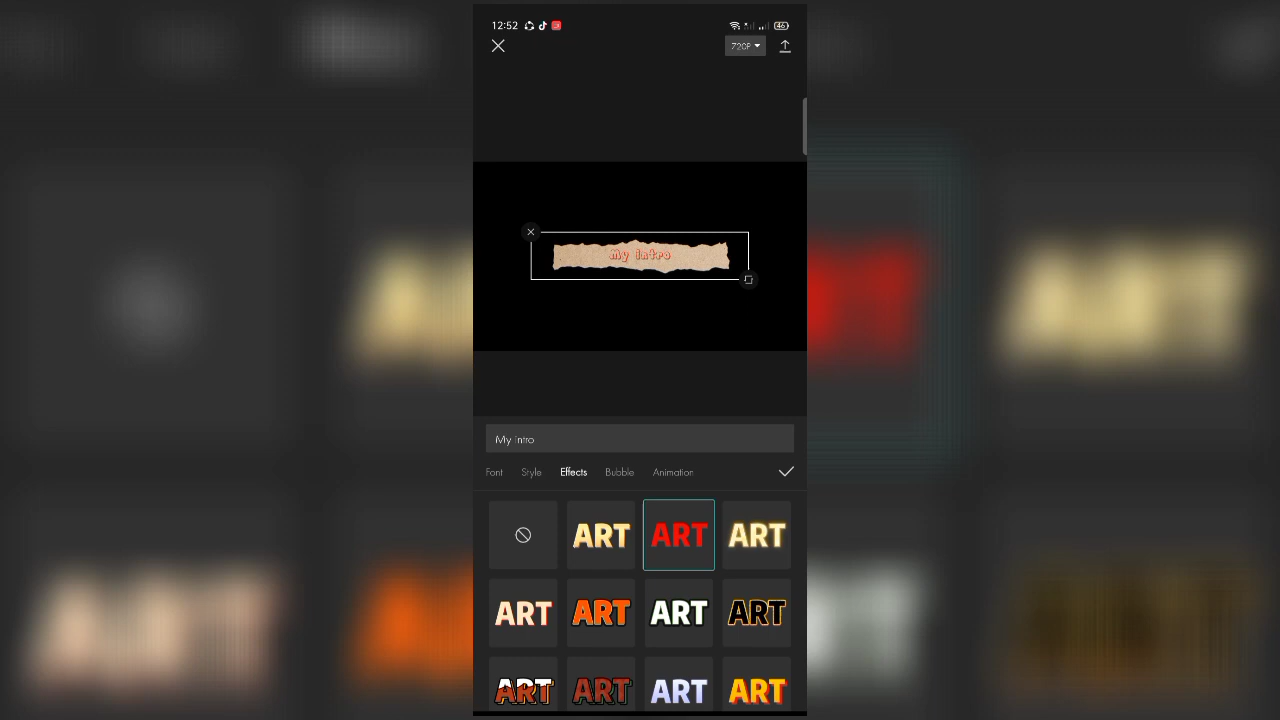 12:52
46
720P
My intro
My intro
Font Style Effects Bubble Animation
ART ART ART
ART ART ART ART
ART ART ART ART